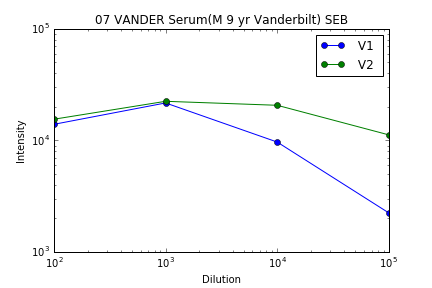 07 VANDER Serum(M 9 yr Vanderbilt) SEB
10^5
10^4
10^3
Intensity
V1
V2
10^2 10^3 10^4 10^5
Dilution